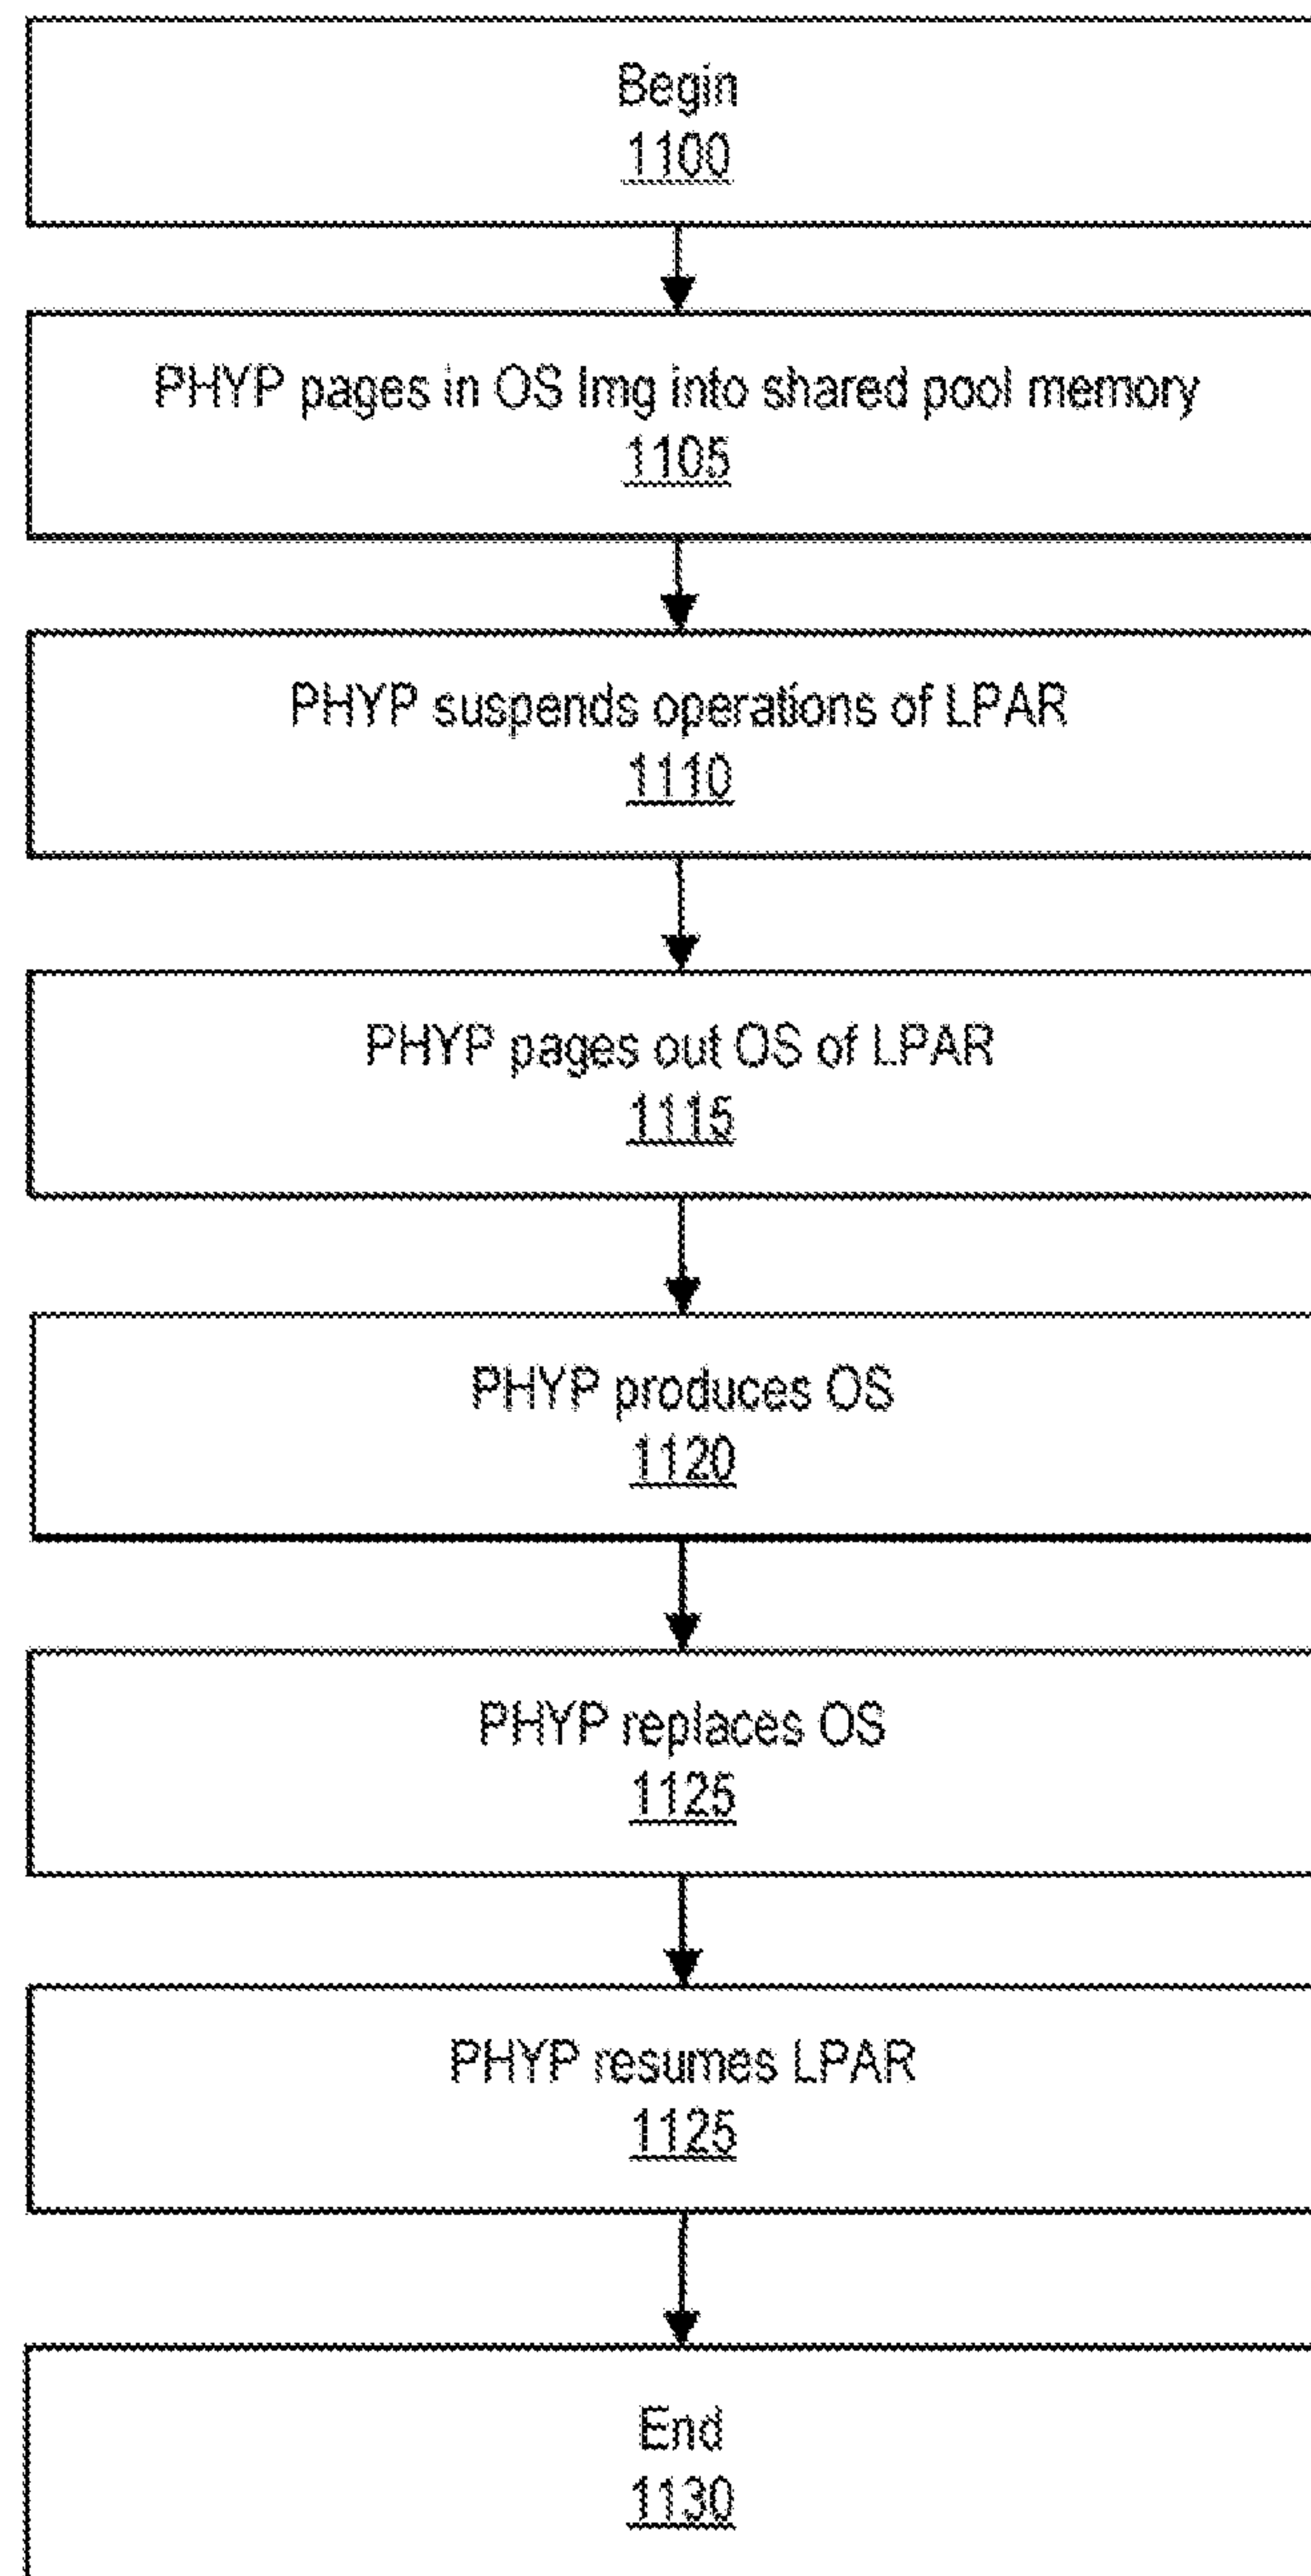 Begin
1100
PHYP pages in OS Img into shared pool memory
1105
PHYP suspends operations of LPAR
1110
PHYP pages out OS of LPAR
1115
PHYP produces OS
1120
PHYP replaces OS
1125
PHYP resumes LPAR
1125
End
1130